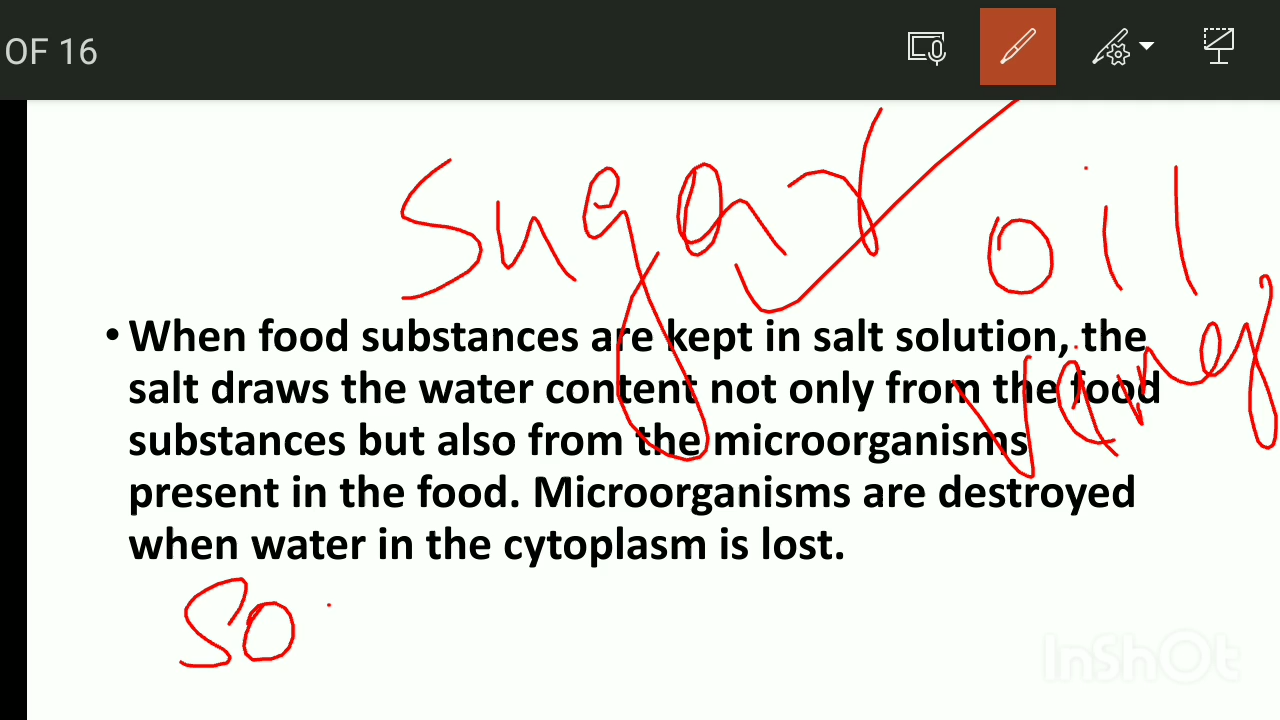 OF 16
Sugar
oil
• When food substances are kept in salt solution, the
salt draws the water content not only from the food
substances but also from the microorganisms
present in the food. Microorganisms are destroyed
when water in the cytoplasm is lost.
So
InShOt